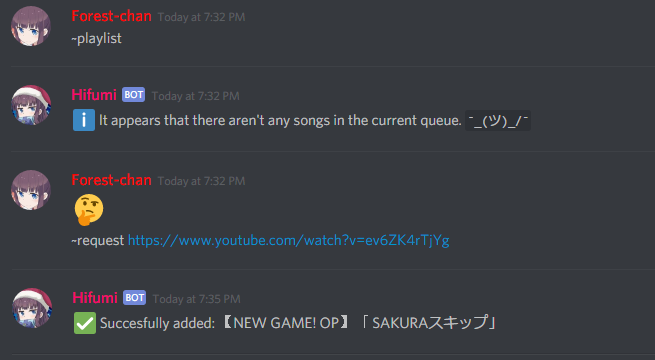 Forest-chan Today at 7:32 PM
~playlist
Hifumi BOT Today at 7:32 PM
i It appears that there aren't any songs in the current queue. ¯_(ツ)_/¯
Forest-chan Today at 7:32 PM
~request https://www.youtube.com/watch?v=ev6ZK4rTjYg
Hifumi BOT Today at 7:35 PM
Succesfully added: 【NEW GAME! OP】「 SAKURAスキップ」